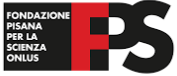 FONDAZIONE
PISANA
PER LA
SCIENZA
ONLUS
FPS